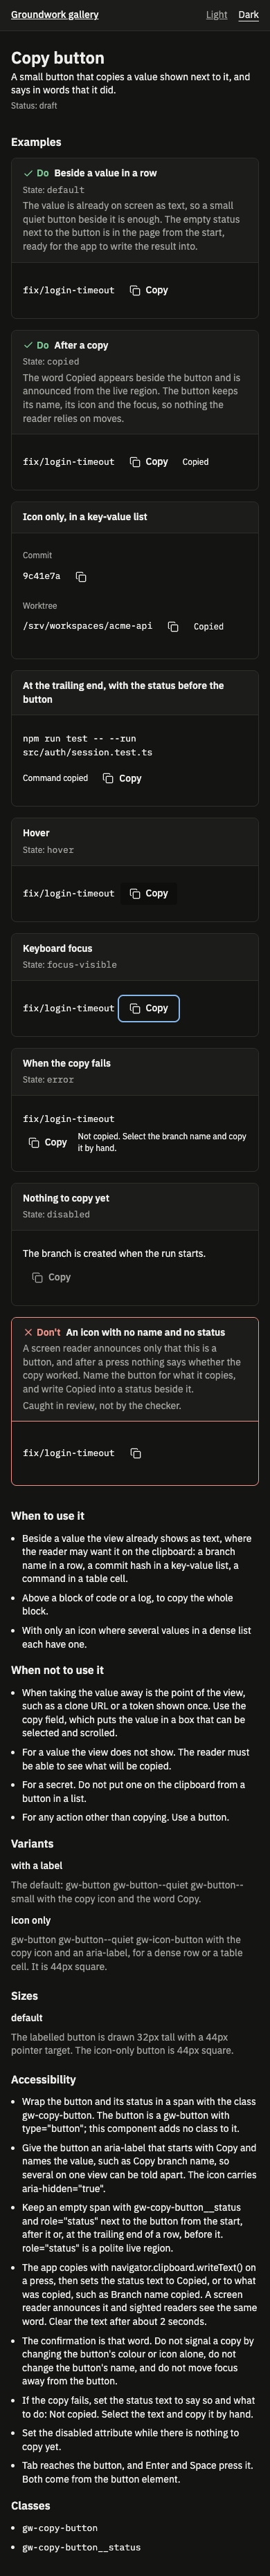 Groundwork gallery
Light
Dark
Copy button
A small button that copies a value shown next to it, and
says in words that it did.
Status: draft
Examples
Do Beside a value in a row
State: default
The value is already on screen as text, so a small
quiet button beside it is enough. The empty status
next to the button is in the page from the start,
ready for the app to write the result into.
fix/login-timeout
Copy
Do After a copy
State: copied
The word Copied appears beside the button and is
announced from the live region. The button keeps
its name, its icon and the focus, so nothing the
reader relies on moves.
fix/login-timeout
Copy
Copied
Icon only, in a key-value list
Commit
9c41e7a
Worktree
/srv/workspaces/acme-api
Copied
At the trailing end, with the status before the
button
npm run test -- --run
src/auth/session.test.ts
Command copied
Copy
Hover
State: hover
fix/login-timeout
Copy
Keyboard focus
State: focus-visible
fix/login-timeout
Copy
When the copy fails
State: error
fix/login-timeout
Copy
Not copied. Select the branch name and copy
it by hand.
Nothing to copy yet
State: disabled
The branch is created when the run starts.
Copy
Don't An icon with no name and no status
A screen reader announces only that this is a
button, and after a press nothing says whether the
copy worked. Name the button for what it copies,
and write Copied into a status beside it.
Caught in review, not by the checker.
fix/login-timeout
When to use it
• Beside a value the view already shows as text, where
the reader may want it on the clipboard: a branch
name in a row, a commit hash in a key-value list, a
command in a table cell.
• Above a block of code or a log, to copy the whole
block.
• With only an icon where several values in a dense list
each have one.
When not to use it
• When taking the value away is the point of the view,
such as a clone URL or a token shown once. Use the
copy field, which puts the value in a box that can be
selected and scrolled.
• For a value the view does not show. The reader must
be able to see what will be copied.
• For a secret. Do not put one on the clipboard from a
button in a list.
• For any action other than copying. Use a button.
Variants
with a label
The default: gw-button gw-button--quiet gw-button--
small with the copy icon and the word Copy.
icon only
gw-button gw-button--quiet gw-icon-button with the
copy icon and an aria-label, for a dense row or a table
cell. It is 44px square.
Sizes
default
The labelled button is drawn 32px tall with a 44px
pointer target. The icon-only button is 44px square.
Accessibility
• Wrap the button and its status in a span with the class
gw-copy-button. The button is a gw-button with
type="button"; this component adds no class to it.
• Give the button an aria-label that starts with Copy and
names the value, such as Copy branch name, so
several on one view can be told apart. The icon carries
aria-hidden="true".
• Keep an empty span with gw-copy-button__status
and role="status" next to the button from the start,
after it or, at the trailing end of a row, before it.
role="status" is a polite live region.
• The app copies with navigator.clipboard.writeText() on
a press, then sets the status text to Copied, or to what
was copied, such as Branch name copied. A screen
reader announces it and sighted readers see the same
word. Clear the text after about 2 seconds.
• The confirmation is that word. Do not signal a copy by
changing the button's colour or icon alone, do not
change the button's name, and do not move focus
away from the button.
• If the copy fails, set the status text to say so and what
to do: Not copied. Select the text and copy it by hand.
• Set the disabled attribute while there is nothing to
copy yet.
• Tab reaches the button, and Enter and Space press it.
Both come from the button element.
Classes
• gw-copy-button
• gw-copy-button__status